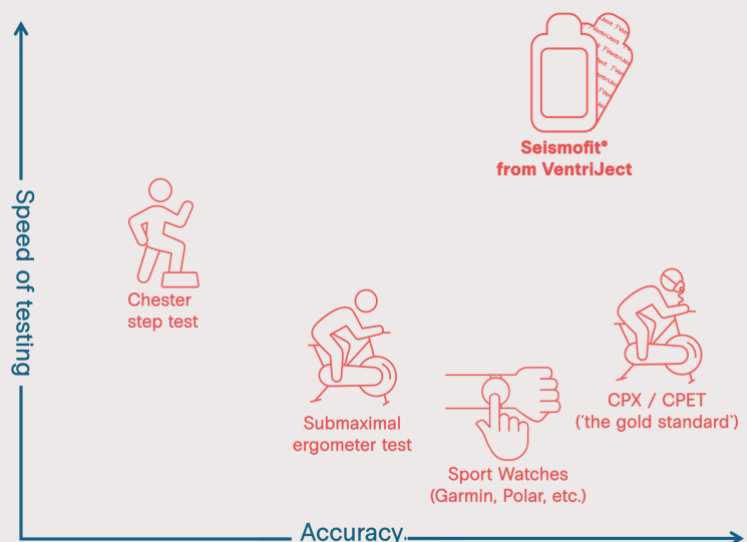 Seismofit®
from VentriJect
Speed of testing
Chester
step test
Submaximal
ergometer test
CPX / CPET
("the gold standard")
Sport Watches
(Garmin, Polar, etc.)
Accuracy